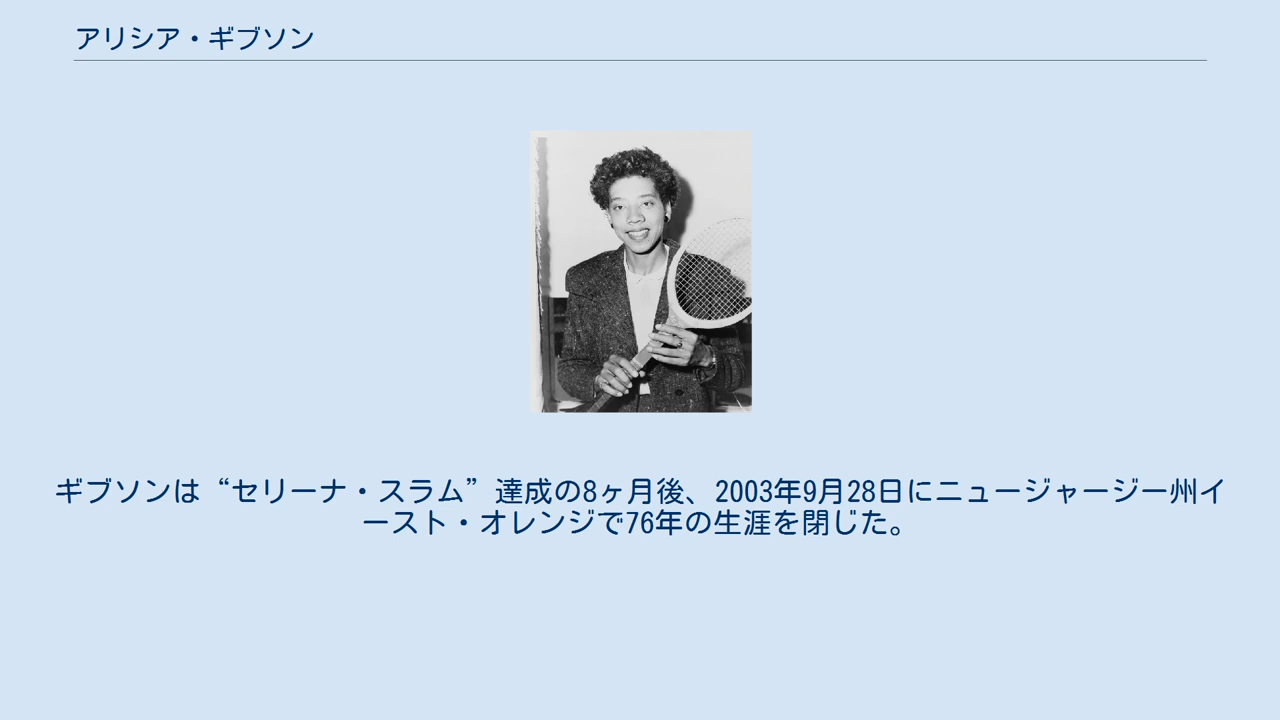 アリシア・ギブソン
ギブソンは“セリーナ・スラム”達成の8ヶ月後、2003年9月28日にニュージャージー州イ
ースト・オレンジで76年の生涯を閉じた。